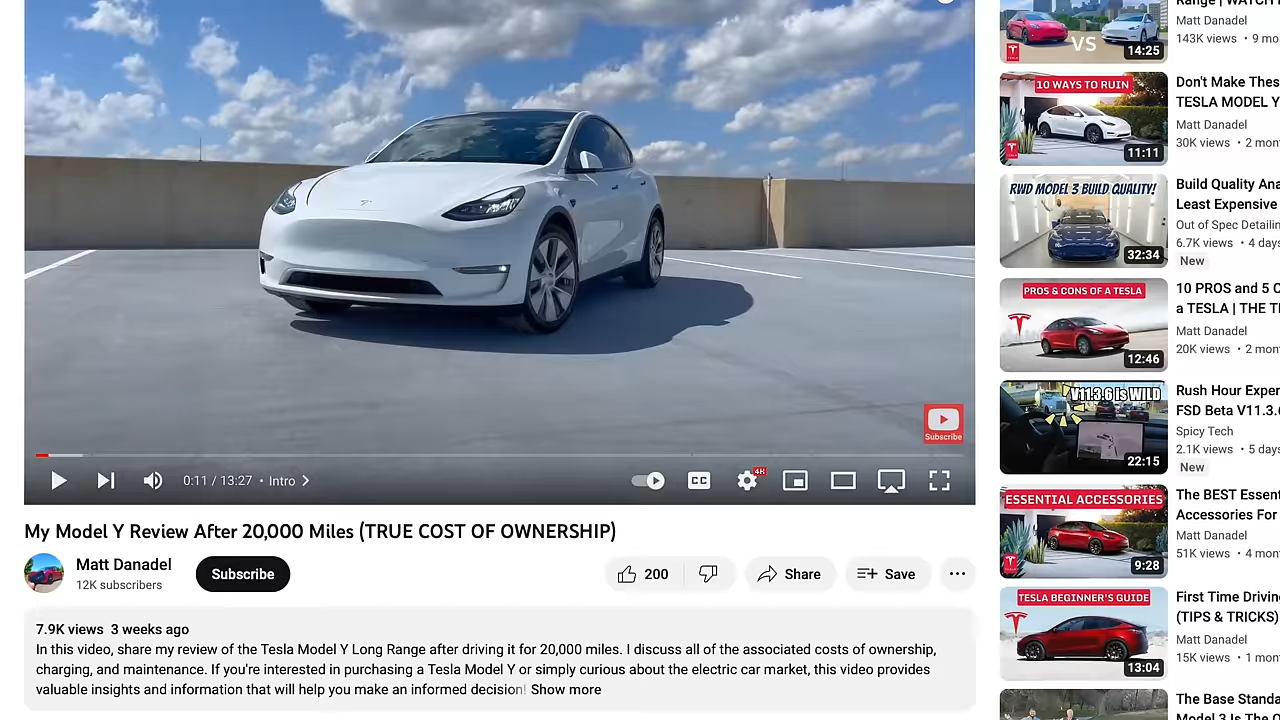 Subscribe
0:11 / 13:27 • Intro
CC
4K
My Model Y Review After 20,000 Miles (TRUE COST OF OWNERSHIP)
Matt Danadel
12K subscribers
Subscribe
200
Share
Save
7.9K views 3 weeks ago
In this video, share my review of the Tesla Model Y Long Range after driving it for 20,000 miles. I discuss all of the associated costs of ownership,
charging, and maintenance. If you're interested in purchasing a Tesla Model Y or simply curious about the electric car market, this video provides
valuable insights and information that will help you make an informed decision! Show more
VS
14:25
Matt Danadel
143K views • 9 mo
10 WAYS TO RUIN
11:11
Don't Make Thes
TESLA MODEL Y
Matt Danadel
30K views • 2 mon
RWD MODEL 3 BUILD QUALITY!
32:34
Build Quality Ana
Least Expensive
Out of Spec Detailin
6.7K views • 4 days
New
PROS & CONS OF A TESLA
12:46
10 PROS and 5 C
a TESLA | THE T
Matt Danadel
20K views • 2 mon
V11.3.6 Is WILD
22:15
Rush Hour Exper
FSD Beta V11.3.
Spicy Tech
2.1K views • 5 days
New
ESSENTIAL ACCESSORIES
9:28
The BEST Essent
Accessories For
Matt Danadel
51K views • 4 mon
TESLA BEGINNER'S GUIDE
13:04
First Time Drivin
(TIPS & TRICKS)
Matt Danadel
15K views • 1 mon
The Base Standa
Model 3 Is The